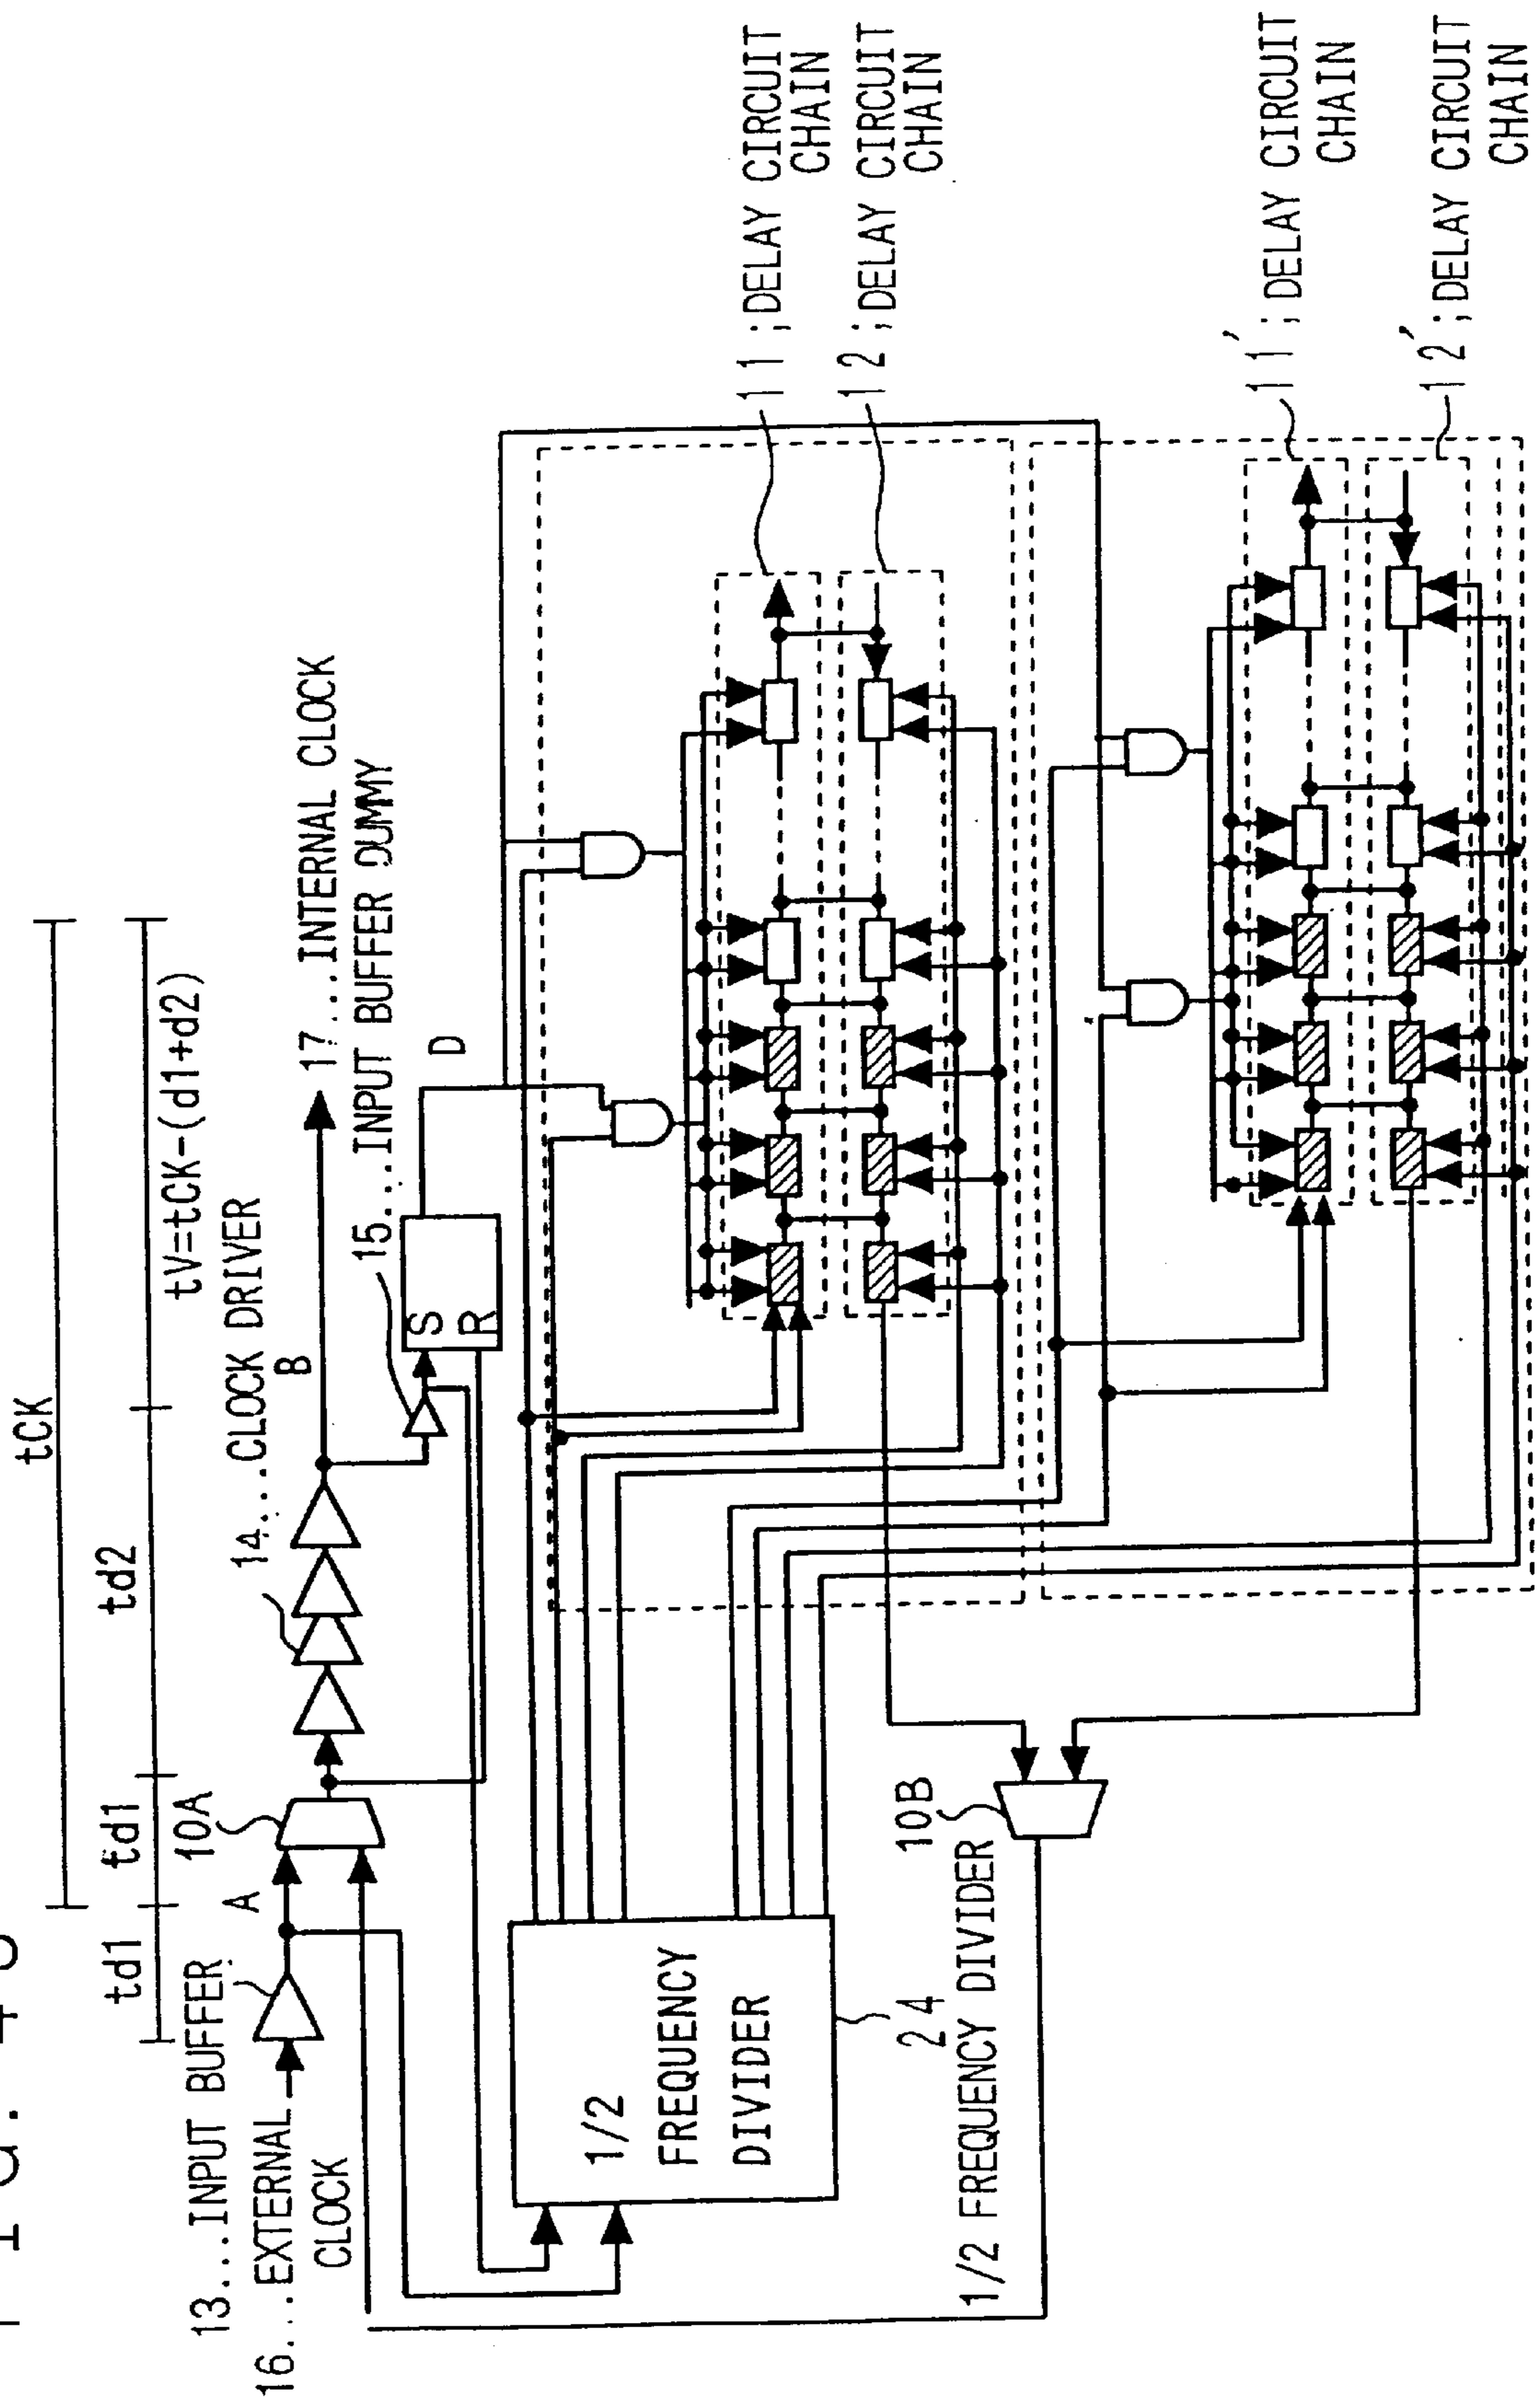 tCK
td1
td1
td2
tV=tCK-(d1+d2)
13...INPUT BUFFER
16...EXTERNAL
CLOCK
A
10A
14...CLOCK DRIVER
B
17...INTERNAL CLOCK
15...INPUT BUFFER DUMMY
S
R
D
1/2
FREQUENCY
DIVIDER
24
1/2 FREQUENCY DIVIDER
10B
11;DELAY CIRCUIT
CHAIN
12;DELAY CIRCUIT
CHAIN
11′;DELAY CIRCUIT
CHAIN
12′;DELAY CIRCUIT
CHAIN